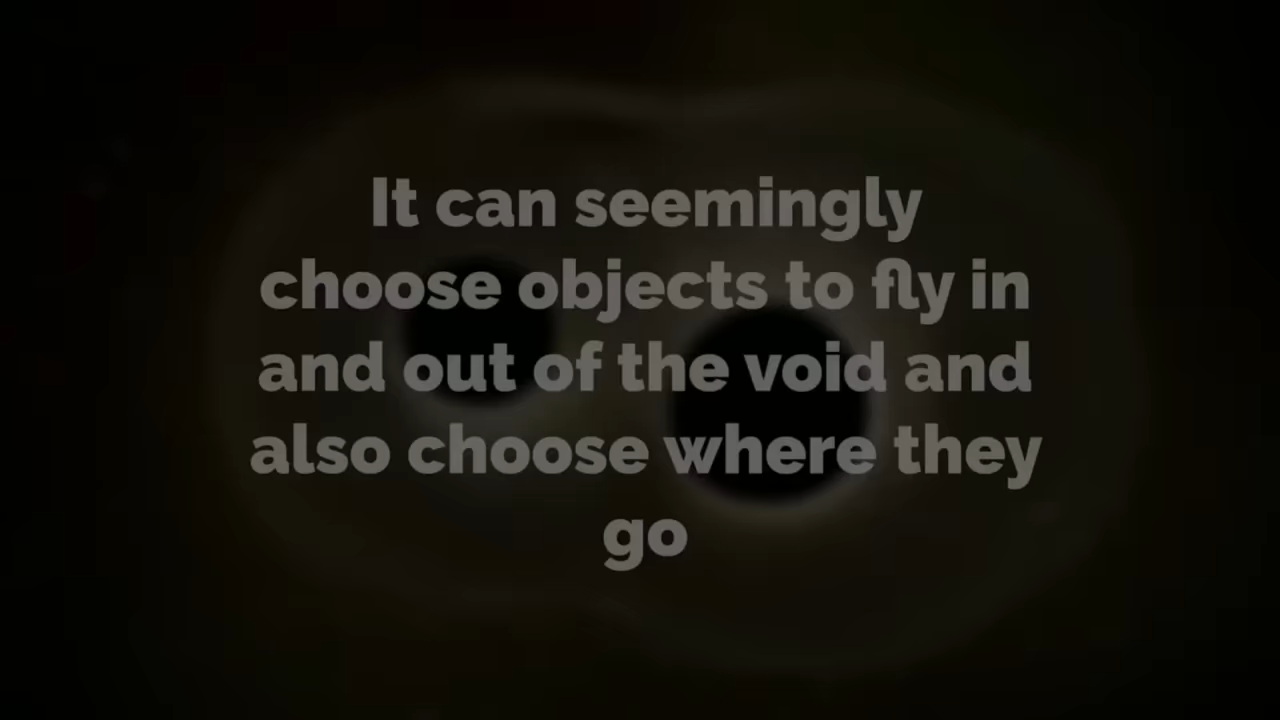 It can seemingly
choose objects to fly in
and out of the void and
also choose where they
go